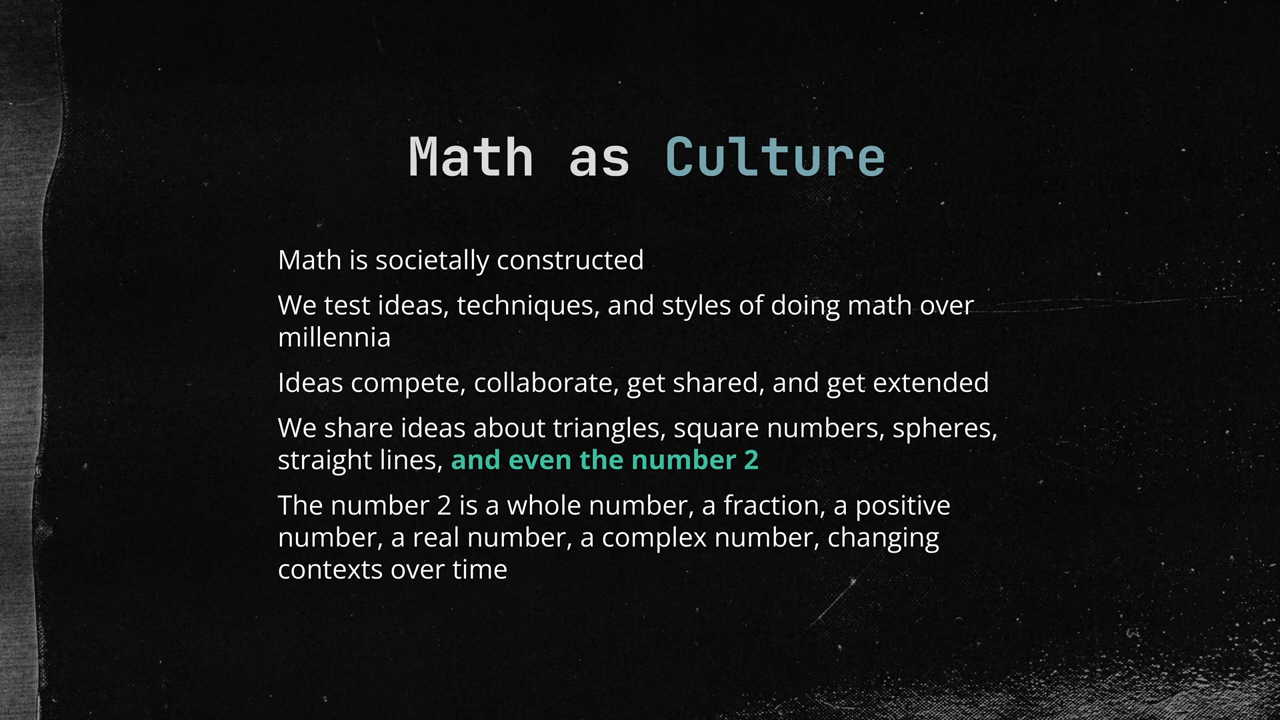 Math as Culture
Math is societally constructed
We test ideas, techniques, and styles of doing math over
millennia
Ideas compete, collaborate, get shared, and get extended
We share ideas about triangles, square numbers, spheres,
straight lines, and even the number 2
The number 2 is a whole number, a fraction, a positive
number, a real number, a complex number, changing
contexts over time